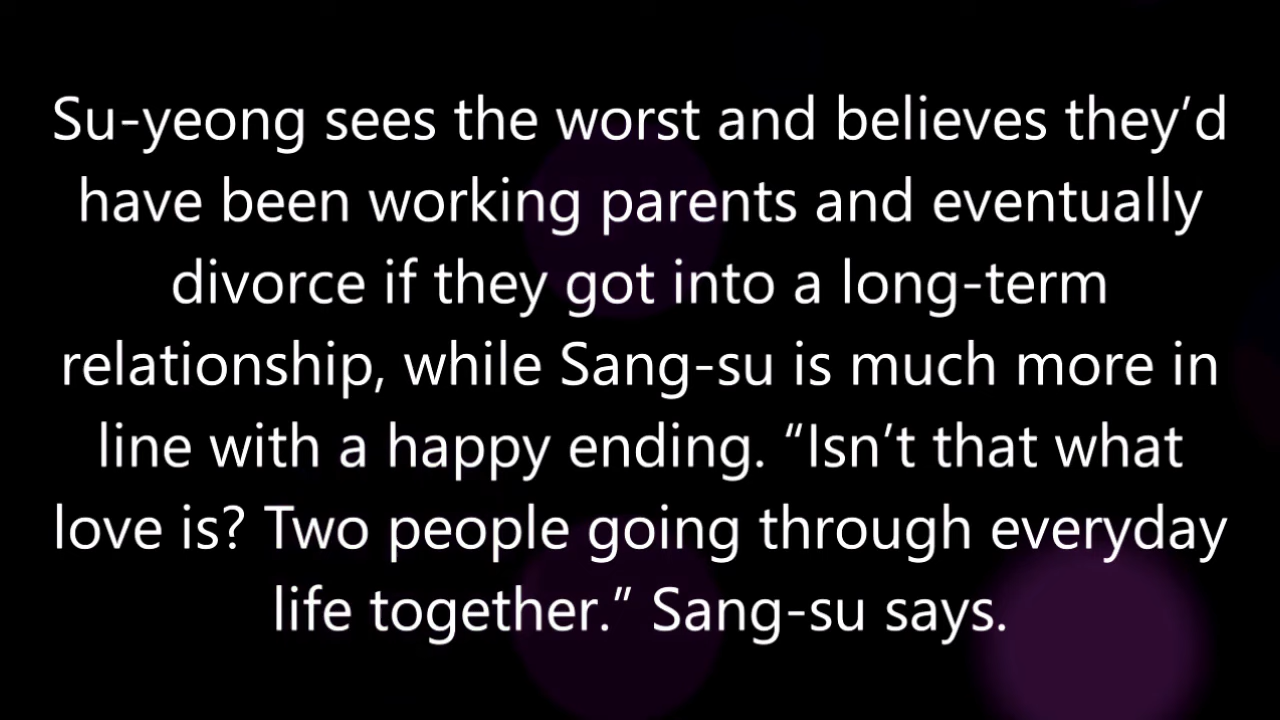 Su-yeong sees the worst and believes they’d
have been working parents and eventually
divorce if they got into a long-term
relationship, while Sang-su is much more in
line with a happy ending. “Isn’t that what
love is? Two people going through everyday
life together.” Sang-su says.